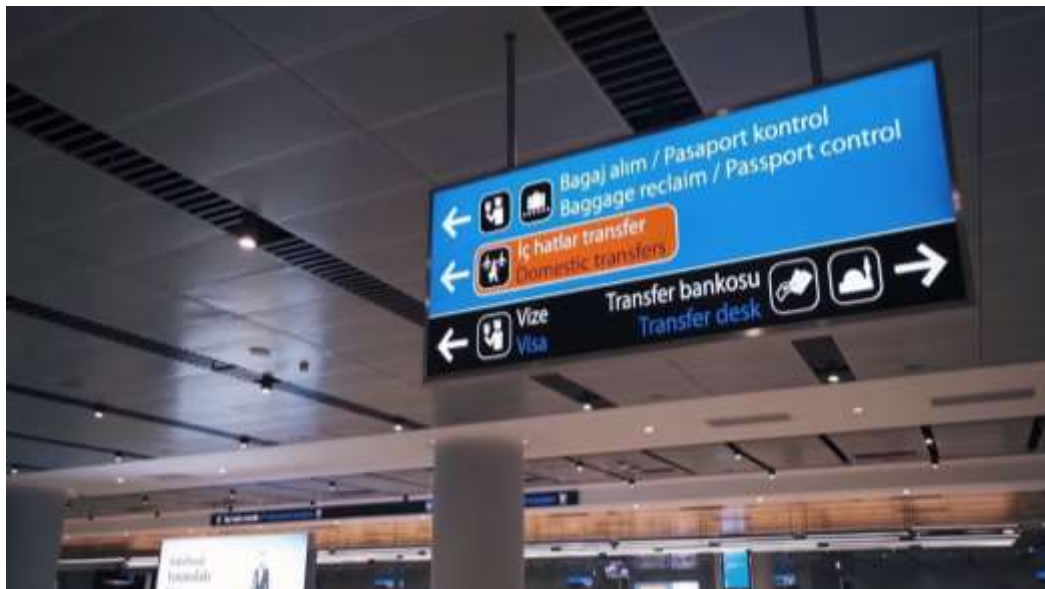 Bagaj alım / Pasaport kontrol
Baggage reclaim / Passport control
İç hatlar transfer
Domestic transfers
Vize
Visa
Transfer bankosu
Transfer desk